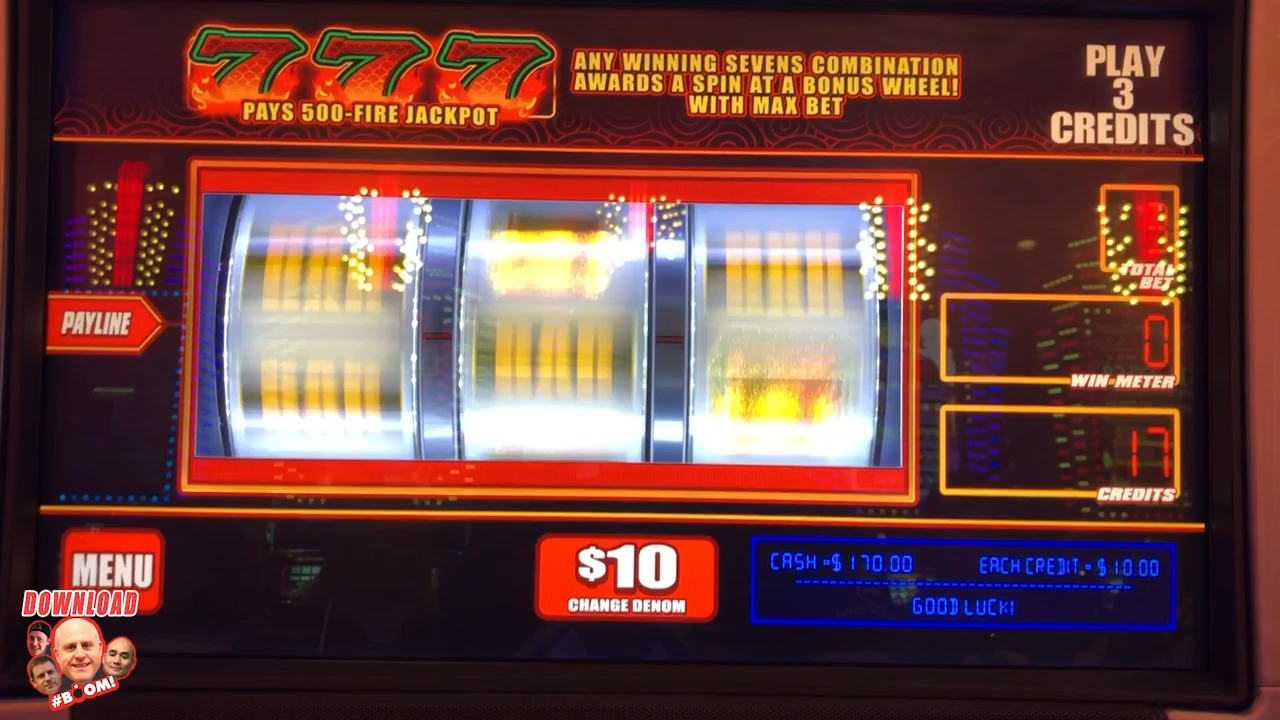 777
PAYS 500-FIRE JACKPOT
ANY WINNING SEVENS COMBINATION
AWARDS A SPIN AT A BONUS WHEEL!
WITH MAX BET
PLAY
3
CREDITS
TOTAL
BET
PAYLINE
0
WIN METER
17
CREDITS
MENU
$10
CHANGE DENOM
CASH =$170.00 EACH CREDIT = $10.00
GOOD LUCK!
DOWNLOAD
#BOOM!